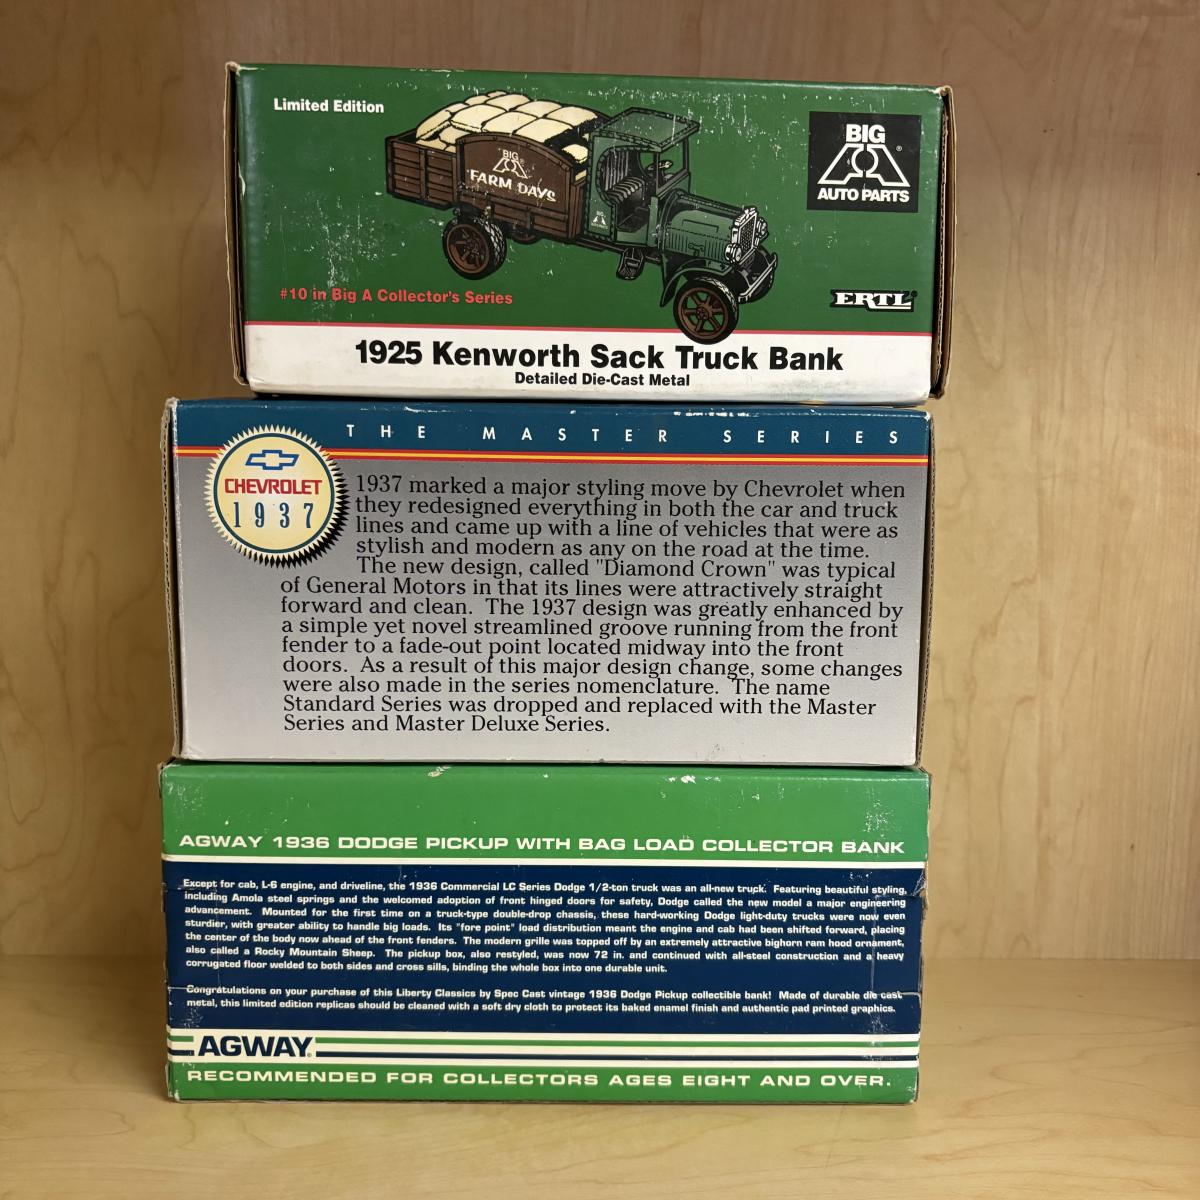 Limited Edition
BIG
FARM DAYS
BIG
AUTO PARTS
#10 in Big A Collector's Series
ERTL
1925 Kenworth Sack Truck Bank
Detailed Die-Cast Metal
THE MASTER SERIES
CHEVROLET
1937
1937 marked a major styling move by Chevrolet when
they redesigned everything in both the car and truck
lines and came up with a line of vehicles that were as
stylish and modern as any on the road at the time.
The new design, called "Diamond Crown" was typical
of General Motors in that its lines were attractively straight
forward and clean. The 1937 design was greatly enhanced by
a simple yet novel streamlined groove running from the front
fender to a fade-out point located midway into the front
doors. As a result of this major design change, some changes
were also made in the series nomenclature. The name
Standard Series was dropped and replaced with the Master
Series and Master Deluxe Series.
AGWAY 1936 DODGE PICKUP WITH BAG LOAD COLLECTOR BANK
Except for cab, L-6 engine, and driveline, the 1936 Commercial LC Series Dodge 1/2-ton truck was an all-new truck. Featuring beautiful styling,
including Amola steel springs and the welcomed adoption of front hinged doors for safety, Dodge called the new model a major engineering
advancement. Mounted for the first time on a truck-type double-drop chassis, these hard-working Dodge light-duty trucks were now even
sturdier, with greater ability to handle big loads. Its "fore point" load distribution meant the engine and cab had been shifted forward, placing
the center of the body now ahead of the front fenders. The modern grille was topped off by an extremely attractive bighorn ram hood ornament,
also called a Rocky Mountain Sheep. The pickup box, also restyled, was now 72 in. and continued with all-steel construction and a heavy
corrugated floor welded to both sides and cross sills, binding the whole box into one durable unit.
Congratulations on your purchase of this Liberty Classics by Spec Cast vintage 1936 Dodge Pickup collectible bank! Made of durable die cast
metal, this limited edition replicas should be cleaned with a soft dry cloth to protect its baked enamel finish and authentic pad printed graphics.
AGWAY
RECOMMENDED FOR COLLECTORS AGES EIGHT AND OVER.